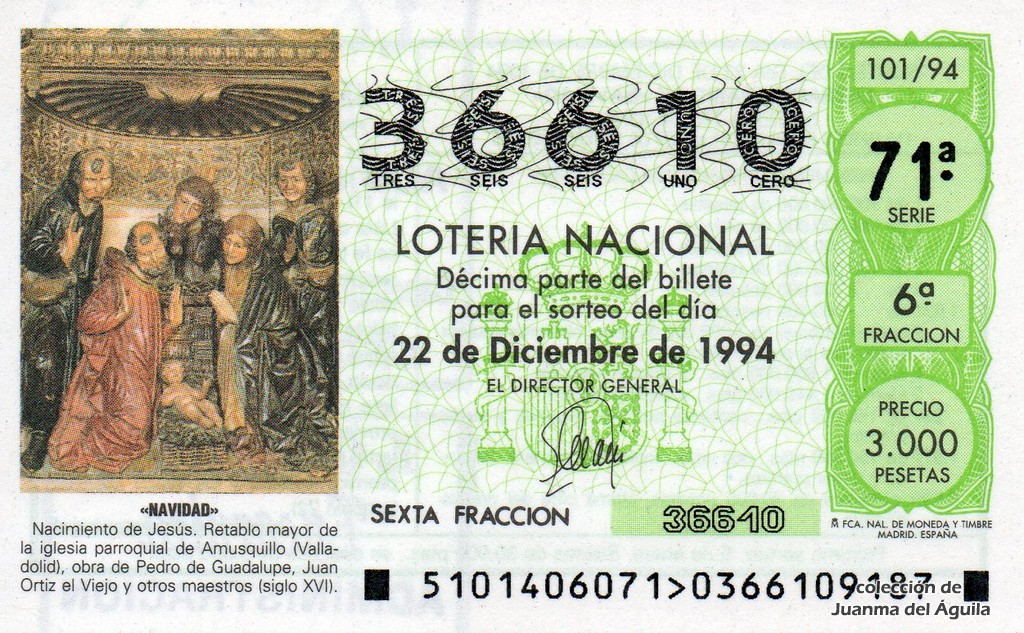 101/94
36610
TRES SEIS SEIS UNO CERO
71ª
SERIE
LOTERIA NACIONAL
Décima parte del billete
para el sorteo del día
22 de Diciembre de 1994
EL DIRECTOR GENERAL
6ª
FRACCION
PRECIO
3.000
PESETAS
SEXTA FRACCION
36610
FCA. NAL. DE MONEDA Y TIMBRE
MADRID. ESPAÑA
«NAVIDAD»
Nacimiento de Jesús. Retablo mayor de
la iglesia parroquial de Amusquillo (Valla-
dolid), obra de Pedro de Guadalupe, Juan
Ortiz el Viejo y otros maestros (siglo XVI).
5101406071>0366109187
colección de
Juanma del Águila